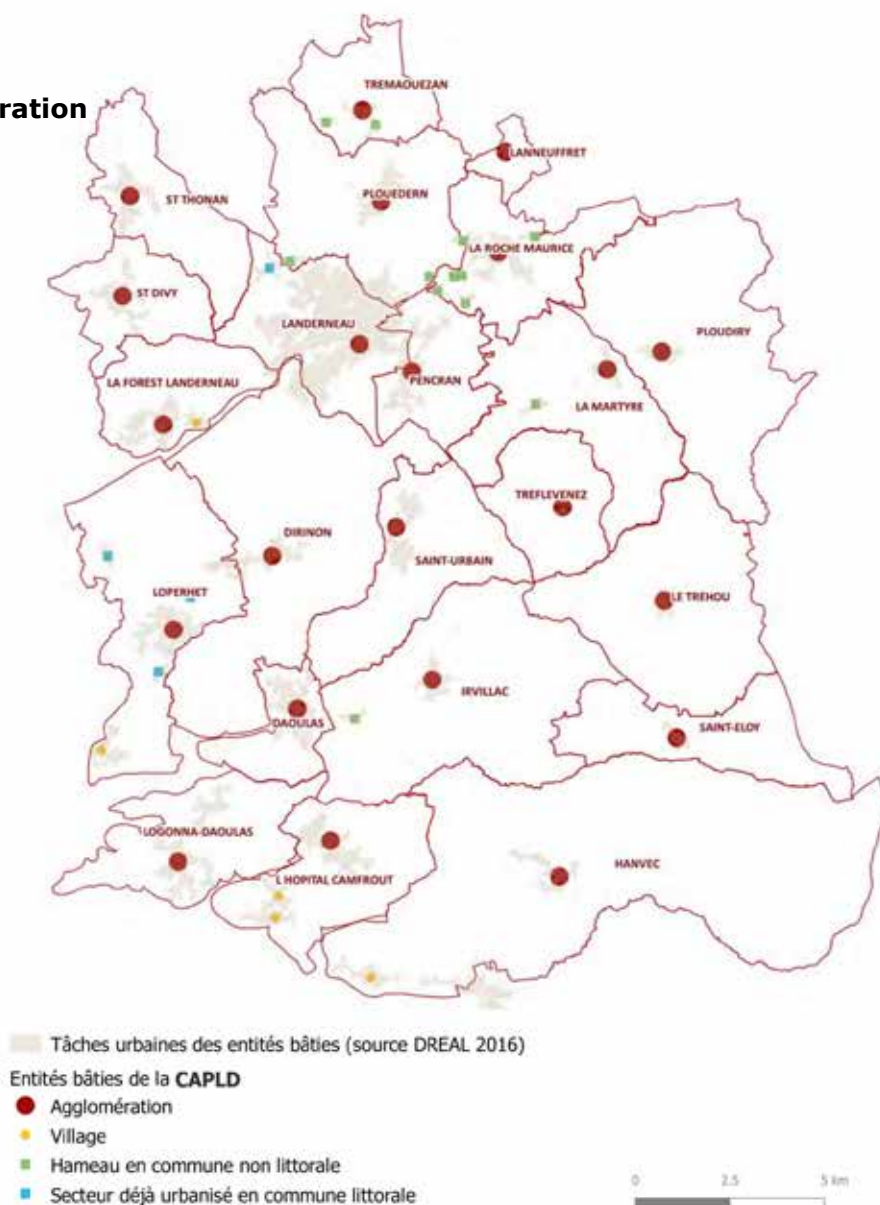 ration
TREMAOUEZAN
LANNEUFFRET
PLOUEDERN
ST THONAN
LA ROCHE MAURICE
ST DIVY
LANDERNEAU
PLOUDIRY
PENCRAN
LA FOREST LANDERNEAU
LA MARTYRE
TREFLEVENEZ
DIRINON
SAINT-URBAIN
LOPERHET
LE TREHOU
IRVILLAC
DAOULAS
SAINT-ELOY
LOGONNA-DAOULAS
L HOPITAL CAMFROUT
HANVEC
Tâches urbaines des entités bâties (source DREAL 2016)
Entités bâties de la CAPLD
Agglomération
Village
Hameau en commune non littorale
Secteur déjà urbanisé en commune littorale
0 2.5 5 km